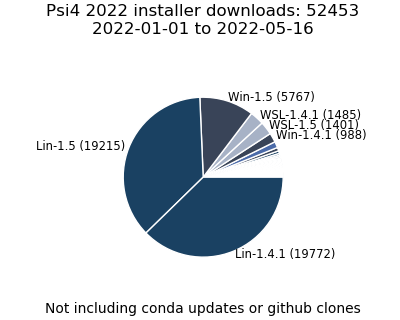 Psi4 2022 installer downloads: 52453
2022-01-01 to 2022-05-16
Win-1.5 (5767)
WSL-1.4.1 (1485)
WSL-1.5 (1401)
Win-1.4.1 (988)
Lin-1.5 (19215)
Lin-1.4.1 (19772)
Not including conda updates or github clones